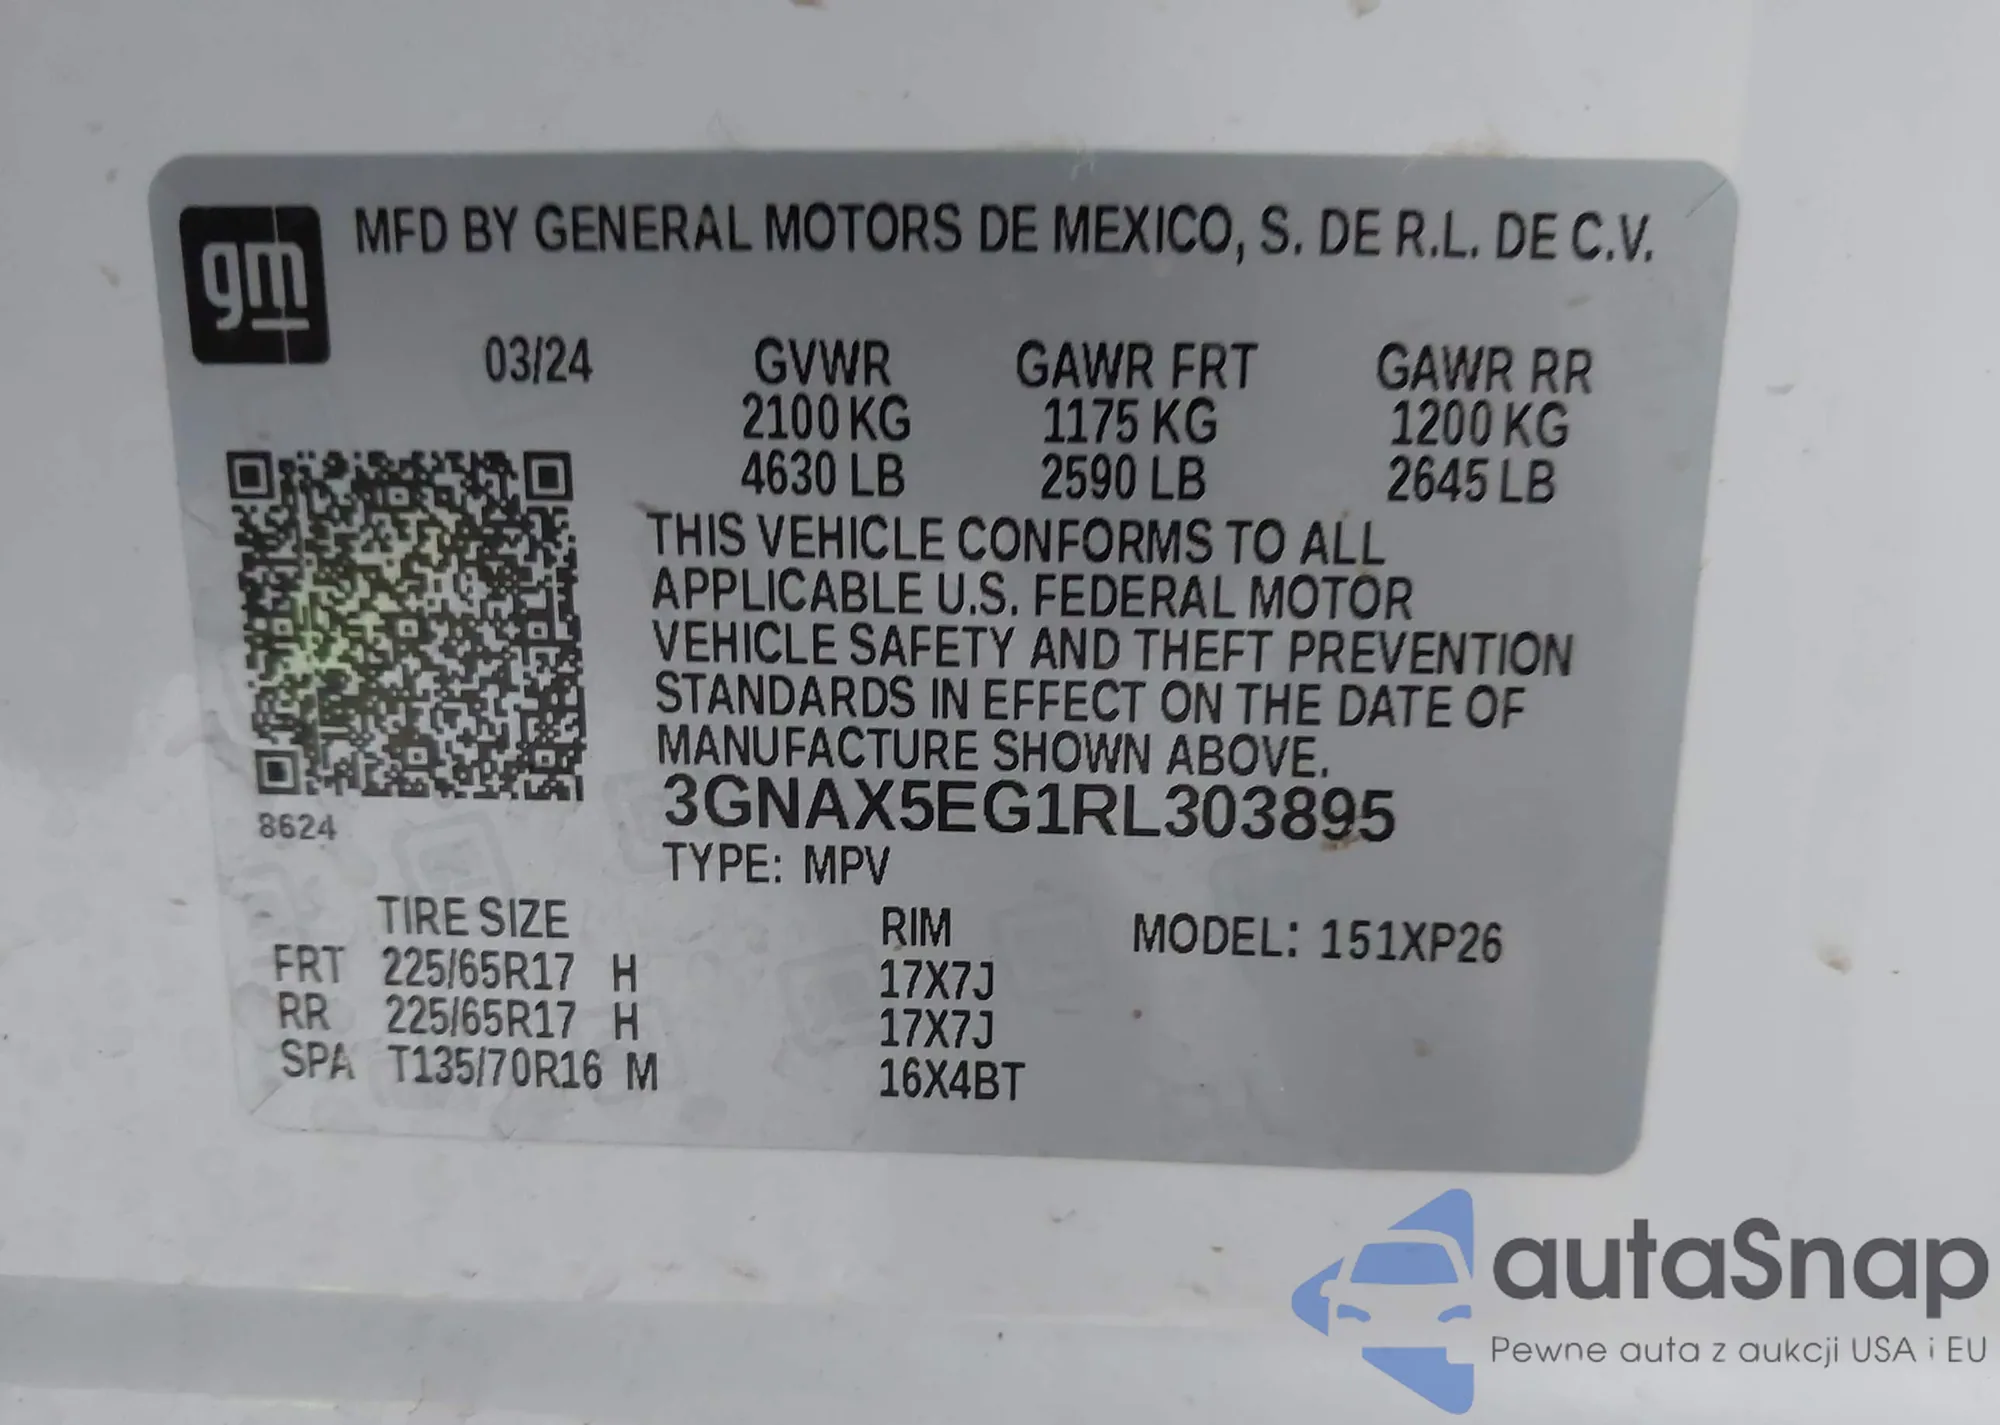 gm
MFD BY GENERAL MOTORS DE MEXICO, S. DE R.L. DE C.V.
03/24 GVWR GAWR FRT GAWR RR
2100 KG 1175 KG 1200 KG
4630 LB 2590 LB 2645 LB
THIS VEHICLE CONFORMS TO ALL
APPLICABLE U.S. FEDERAL MOTOR
VEHICLE SAFETY AND THEFT PREVENTION
STANDARDS IN EFFECT ON THE DATE OF
MANUFACTURE SHOWN ABOVE.
3GNAX5EG1RL303895
8624
TYPE: MPV
TIRE SIZE RIM MODEL: 151XP26
FRT 225/65R17 H 17X7J
RR 225/65R17 H 17X7J
SPA T135/70R16 M 16X4BT
autaSnap
Pewne auta z aukcji USA i EU